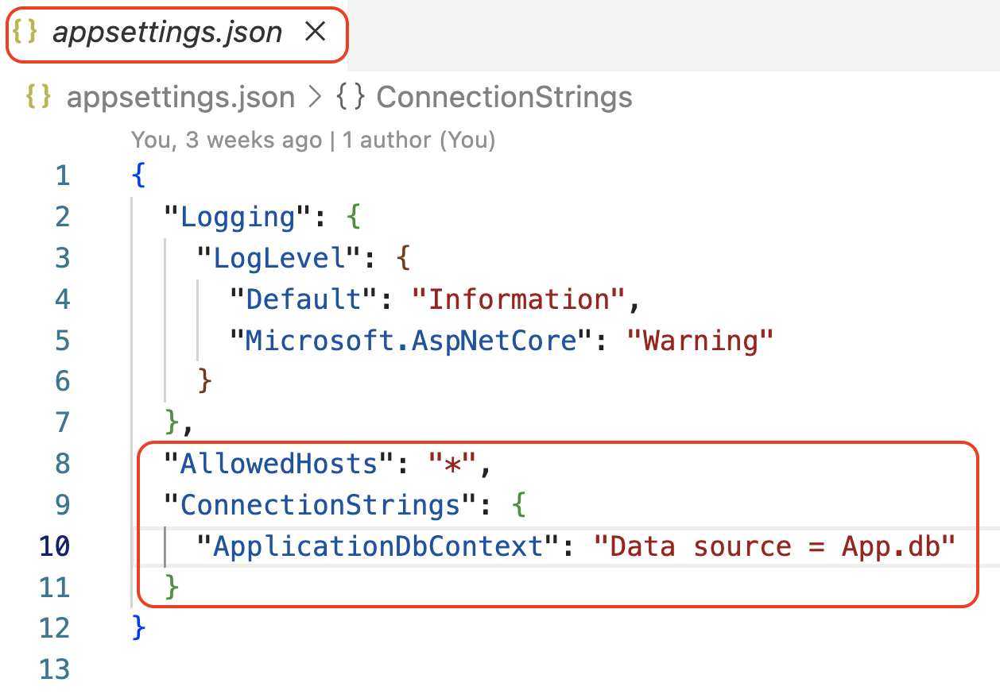 {} appsettings.json ×
{} appsettings.json > {} ConnectionStrings
You, 3 weeks ago | 1 author (You)
1 {
2 "Logging": {
3 "LogLevel": {
4 "Default": "Information",
5 "Microsoft.AspNetCore": "Warning"
6 }
7 },
8 "AllowedHosts": "*",
9 "ConnectionStrings": {
10 "ApplicationDbContext": "Data source = App.db"
11 }
12 }
13